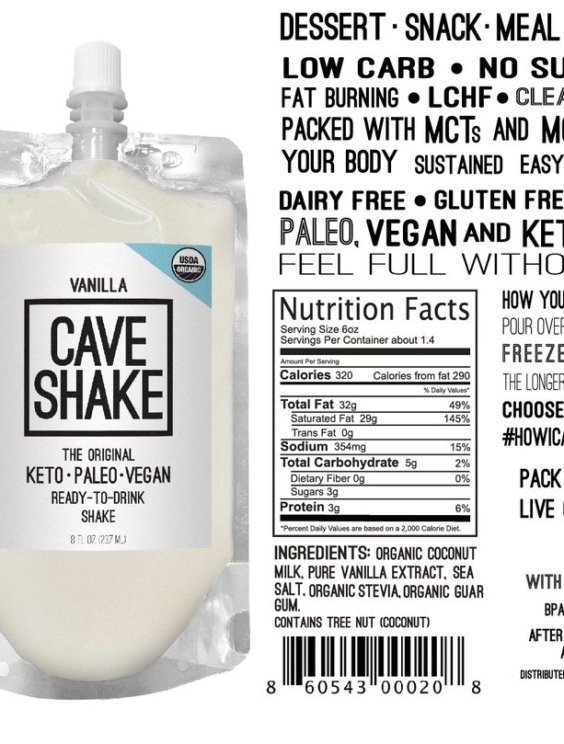 USDA
ORGANIC
VANILLA
CAVE
SHAKE
THE ORIGINAL
KETO · PALEO · VEGAN
READY-TO-DRINK
SHAKE
8 FL OZ (237 ML)
DESSERT · SNACK · MEAL
LOW CARB • NO SU
FAT BURNING • LCHF • CLEA
PACKED WITH MCTs AND MO
YOUR BODY SUSTAINED EASY
DAIRY FREE • GLUTEN FRE
PALEO, VEGAN AND KET
FEEL FULL WITHO
Nutrition Facts
Serving Size 6oz
Servings Per Container about 1.4
Amount Per Serving
Calories 320 Calories from fat 290
% Daily Values*
Total Fat 32g 49%
Saturated Fat 29g 145%
Trans Fat 0g
Sodium 354mg 15%
Total Carbohydrate 5g 2%
Dietary Fiber 0g 0%
Sugars 3g
Protein 3g 6%
*Percent Daily Values are based on a 2,000 Calorie Diet.
INGREDIENTS: ORGANIC COCONUT
MILK, PURE VANILLA EXTRACT, SEA
SALT, ORGANIC STEVIA, ORGANIC GUAR
GUM.
CONTAINS TREE NUT (COCONUT)
8 60543 00020 8
HOW YOU
POUR OVER
FREEZE
THE LONGER
CHOOSE
#HOWICA
PACK
LIVE
WITH
BPA
AFTER
DISTRIBUTE